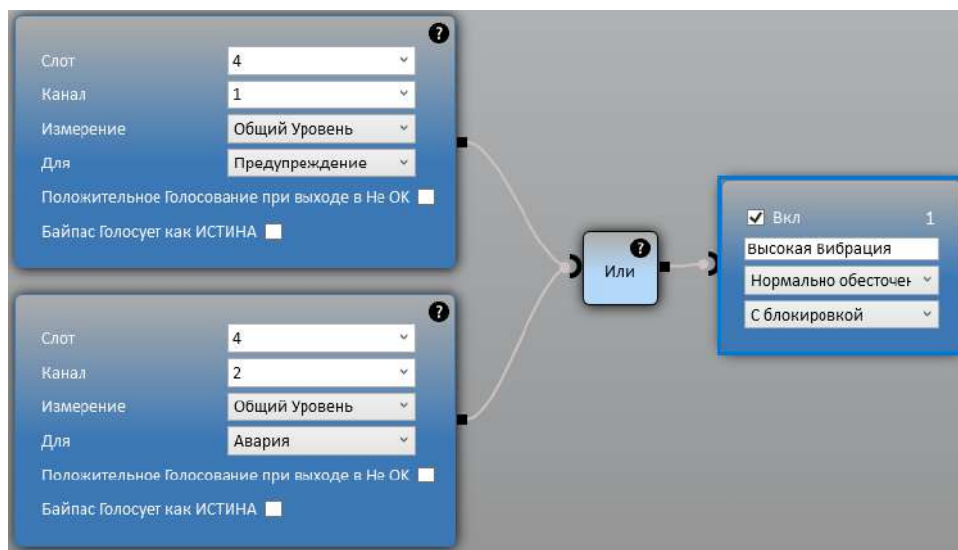 ?
Слот 4
Канал 1
Измерение Общий Уровень
Для Предупреждение
Положительное Голосование при выходе в Не ОК
Байпас Голосует как ИСТИНА
?
Слот 4
Канал 2
Измерение Общий Уровень
Для Авария
Положительное Голосование при выходе в Не ОК
Байпас Голосует как ИСТИНА
?
Или
Вкл 1
Высокая Вибрация
Нормально обесточен
С блокировкой